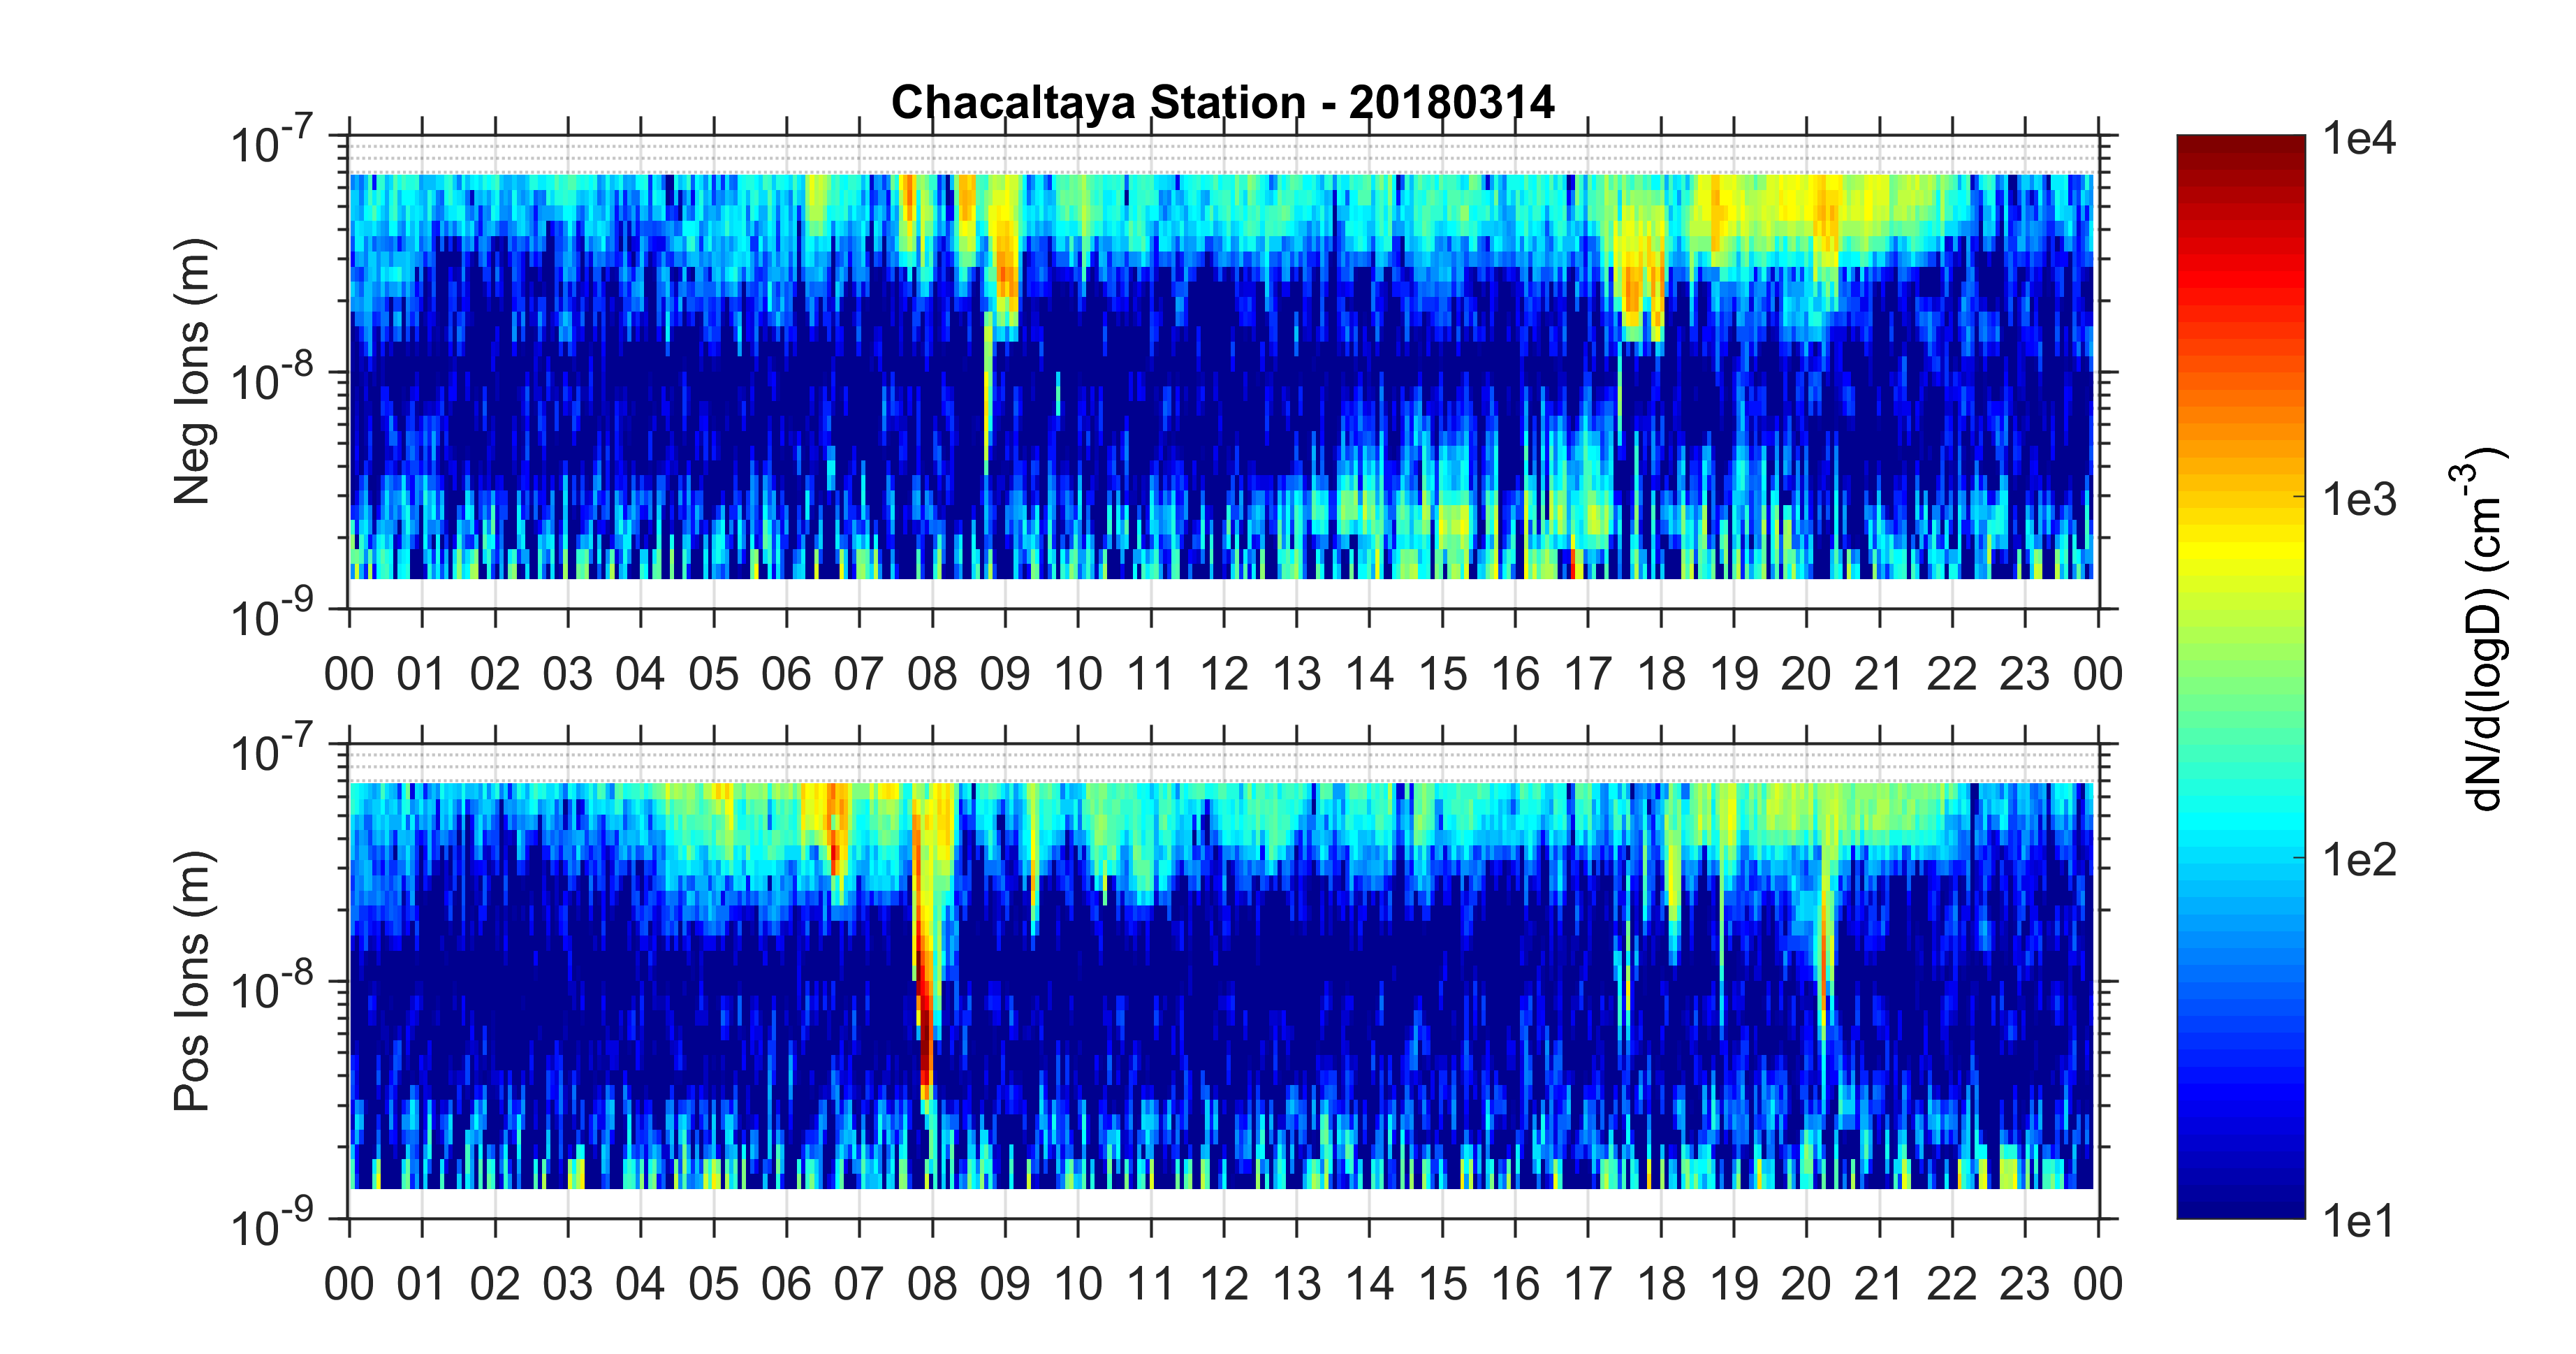 Chacaltaya Station - 20180314
Neg Ions (m)
10^-7
10^-8
10^-9
00 01 02 03 04 05 06 07 08 09 10 11 12 13 14 15 16 17 18 19 20 21 22 23 00
Pos Ions (m)
10^-7
10^-8
10^-9
00 01 02 03 04 05 06 07 08 09 10 11 12 13 14 15 16 17 18 19 20 21 22 23 00
1e4
1e3
1e2
1e1
dN/d(logD) (cm^-3)